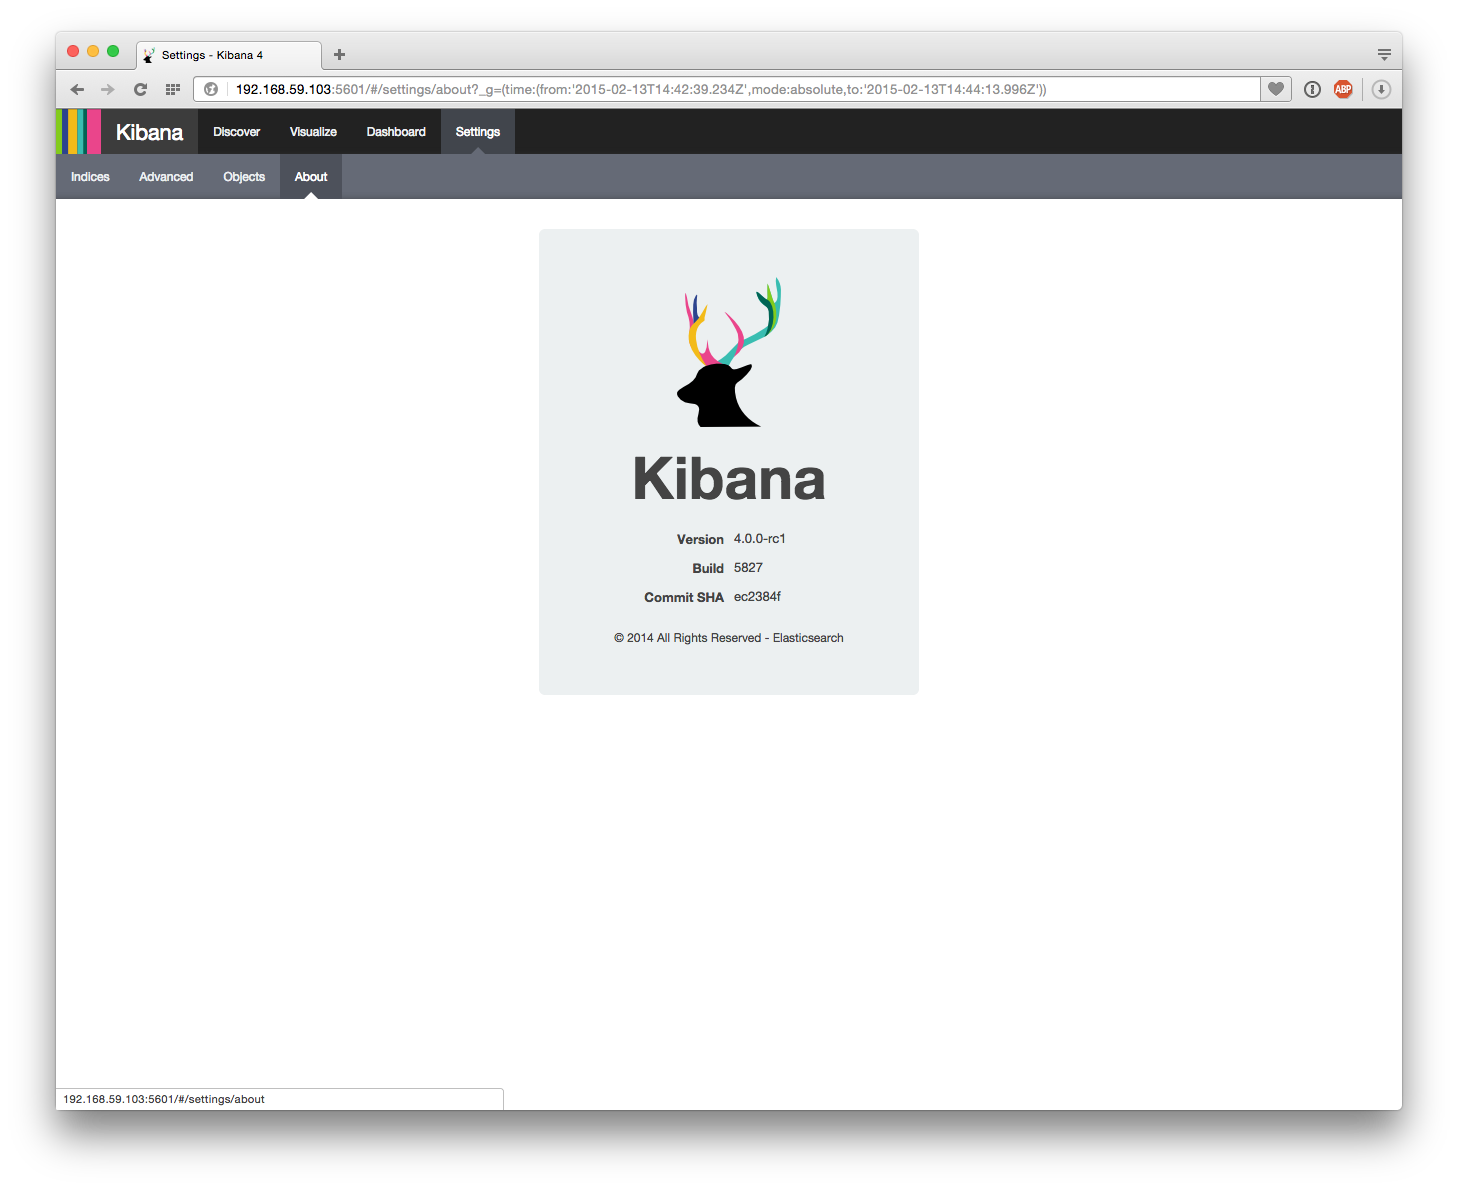 Settings - Kibana 4
192.168.59.103:5601/#/settings/about?_g=(time:(from:'2015-02-13T14:42:39.234Z',mode:absolute,to:'2015-02-13T14:44:13.996Z'))
ABP
Kibana Discover Visualize Dashboard Settings
Indices Advanced Objects About
Kibana
Version 4.0.0-rc1
Build 5827
Commit SHA ec2384f
© 2014 All Rights Reserved - Elasticsearch
192.168.59.103:5601/#/settings/about